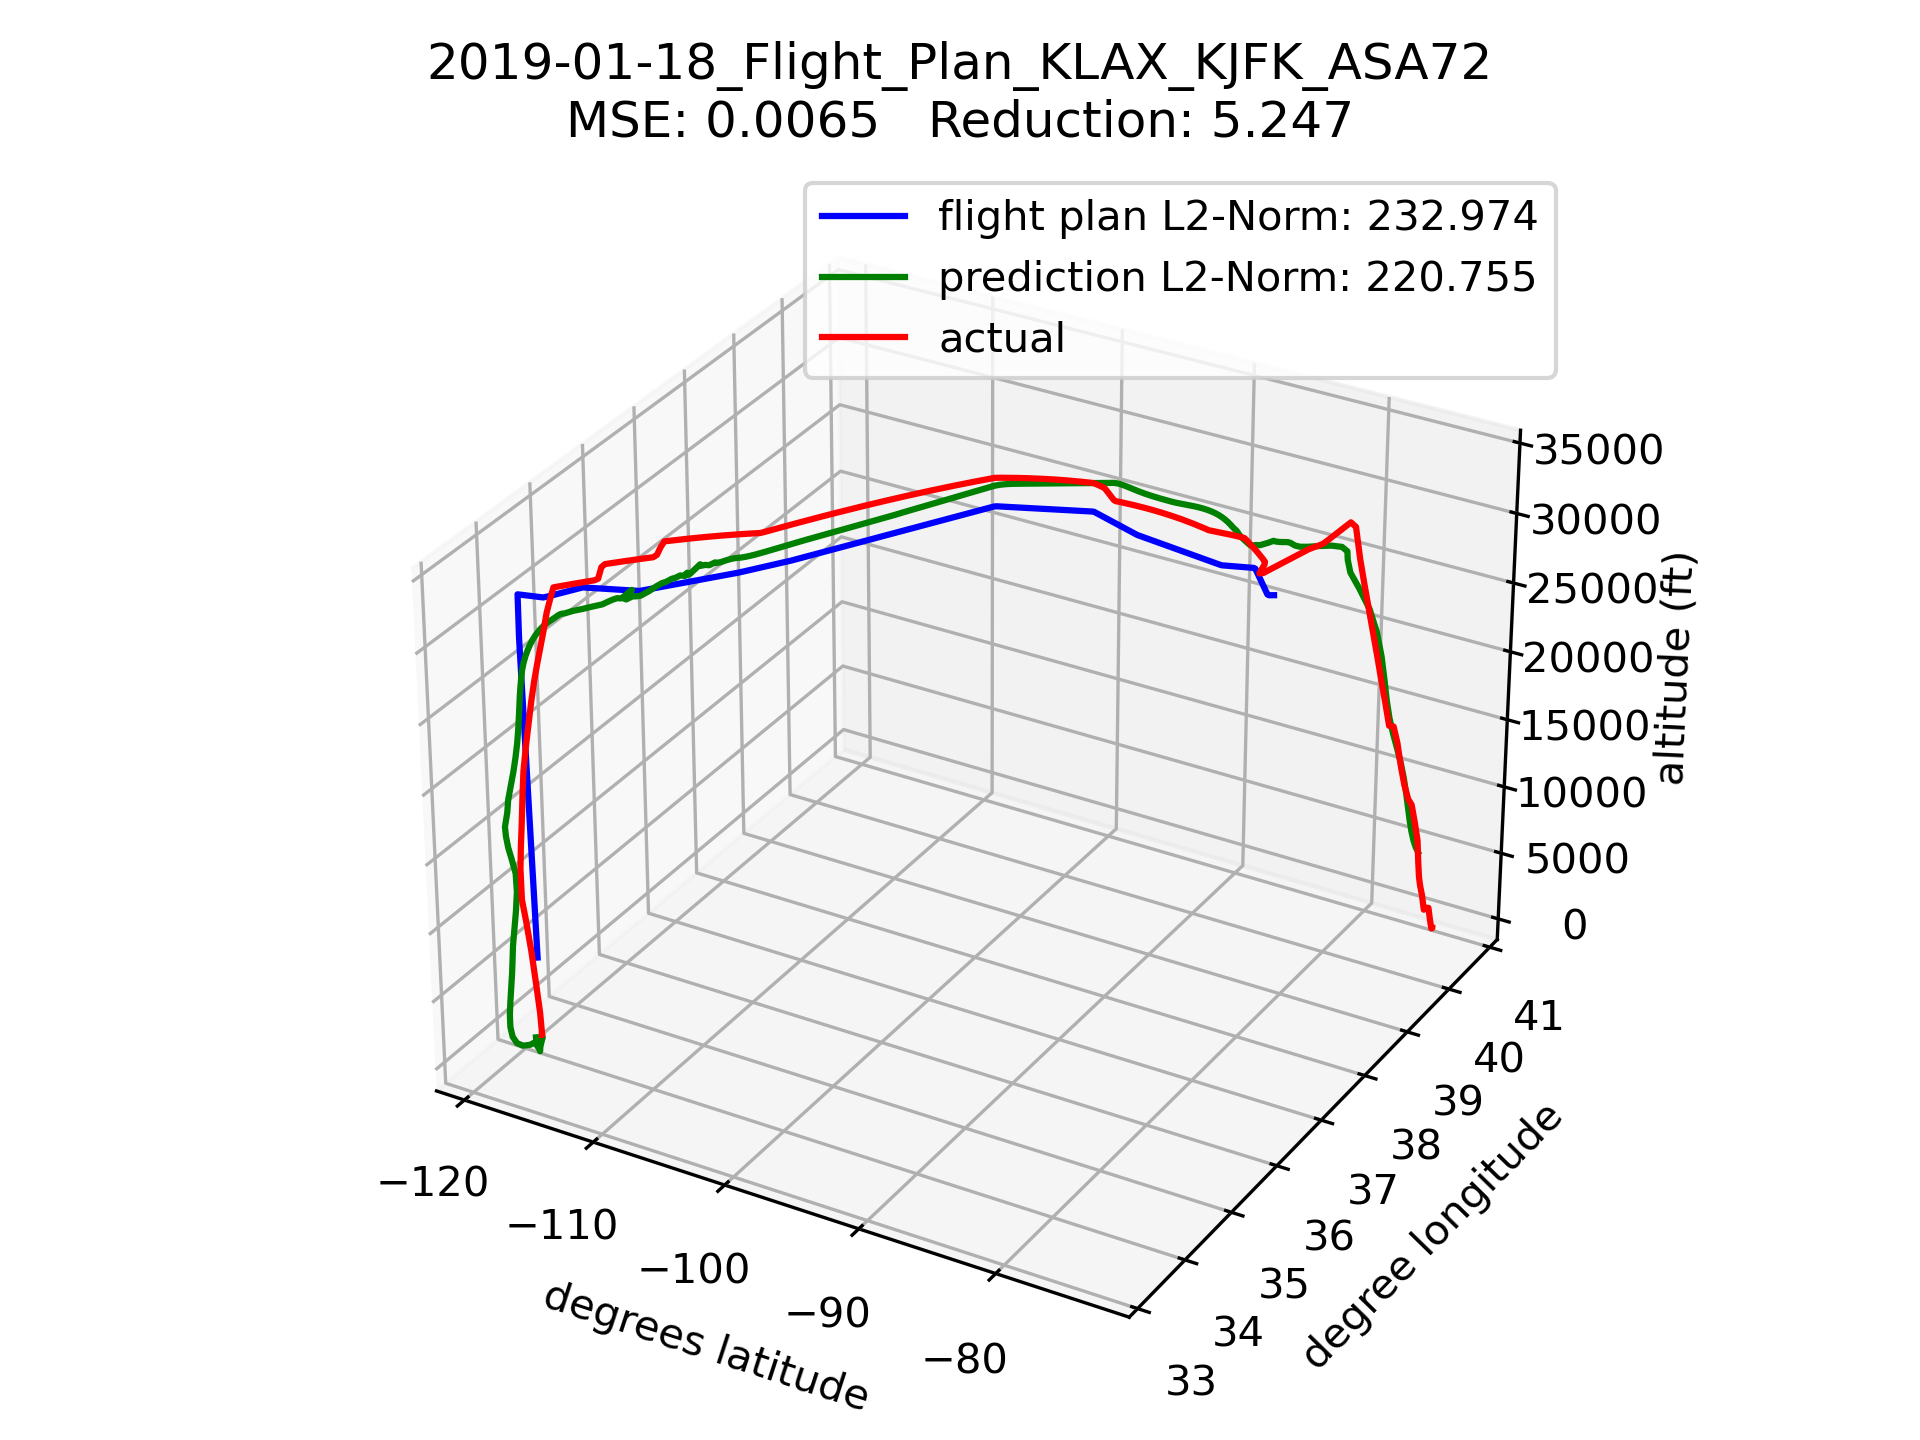 2019-01-18_Flight_Plan_KLAX_KJFK_ASA72
MSE: 0.0065   Reduction: 5.247
flight plan L2-Norm: 232.974
prediction L2-Norm: 220.755
actual
35000
30000
25000
20000
15000
10000
5000
0
altitude (ft)
41
40
39
38
37
36
35
34
33
degree longitude
−120
−110
−100
−90
−80
degrees latitude